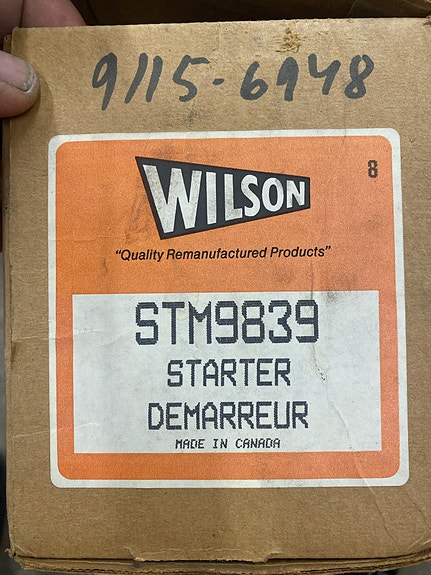 9115-6948
8
WILSON
"Quality Remanufactured Products"
STM9839
STARTER
DEMARREUR
MADE IN CANADA